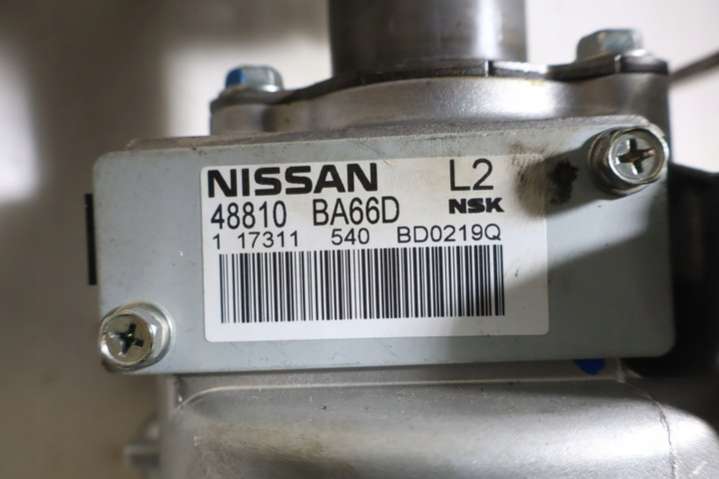 NISSAN L2
48810 BA66D NSK
1 17311 540 BD0219Q